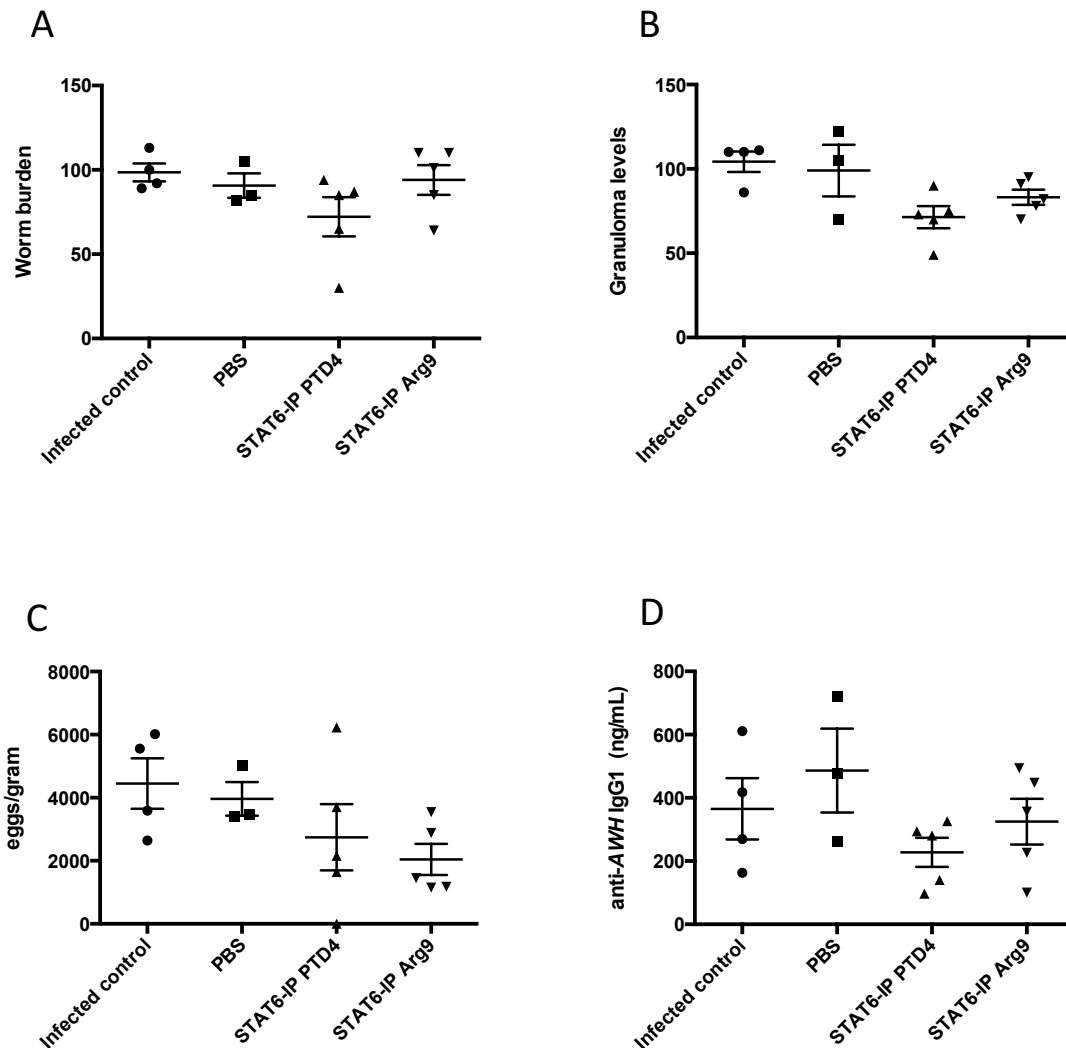 A
Worm burden
150
100
50
0
Infected control
PBS
STAT6-IP PTD4
STAT6-IP Arg9
B
Granuloma levels
150
100
50
0
Infected control
PBS
STAT6-IP PTD4
STAT6-IP Arg9
C
eggs/gram
8000
6000
4000
2000
0
Infected control
PBS
STAT6-IP PTD4
STAT6-IP Arg9
D
anti-AWH IgG1 (ng/mL)
800
600
400
200
0
Infected control
PBS
STAT6-IP PTD4
STAT6-IP Arg9